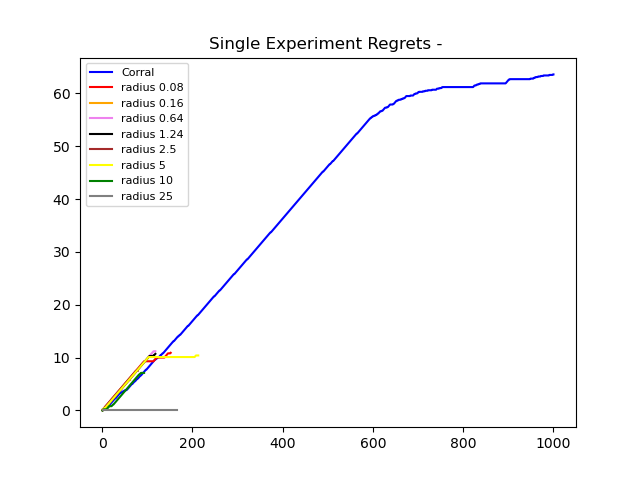 Single Experiment Regrets -
Corral
radius 0.08
radius 0.16
radius 0.64
radius 1.24
radius 2.5
radius 5
radius 10
radius 25
60
50
40
30
20
10
0
0 200 400 600 800 1000